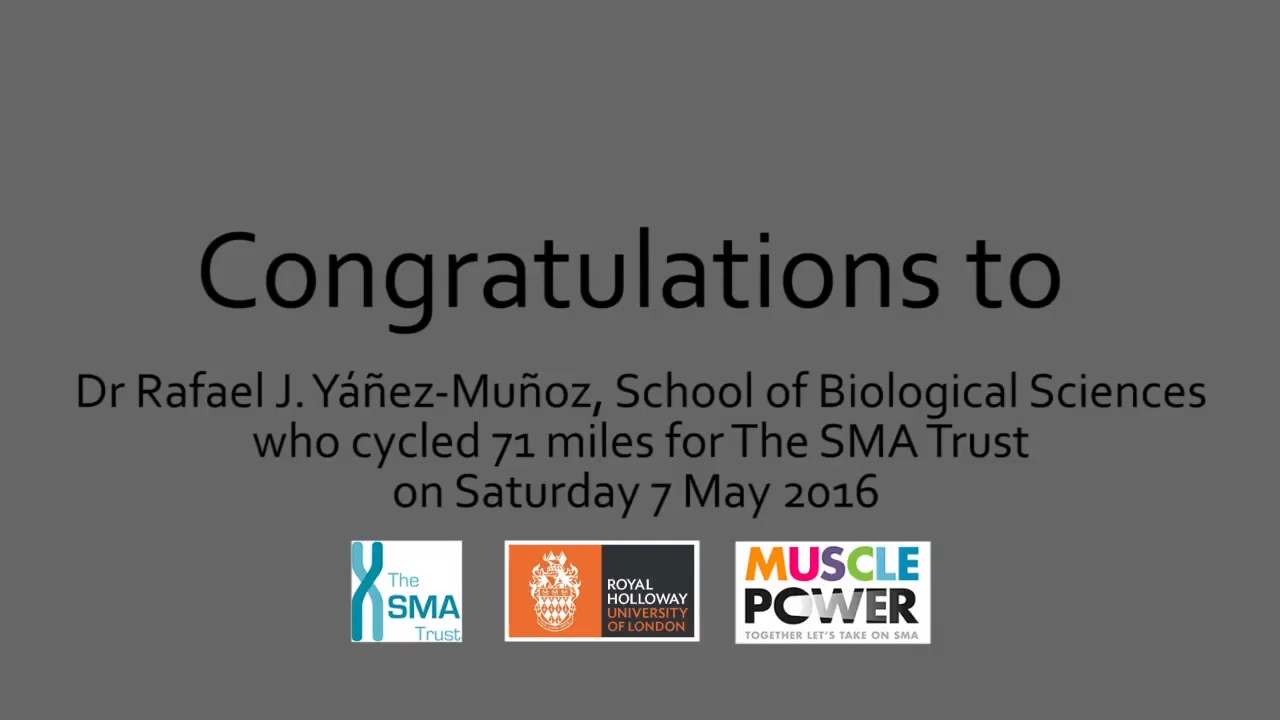 Congratulations to
Dr Rafael J. Yáñez-Muñoz, School of Biological Sciences
who cycled 71 miles for The SMA Trust
on Saturday 7 May 2016
The
SMA
Trust
ROYAL
HOLLOWAY
UNIVERSITY
OF LONDON
MUSCLE
POWER
TOGETHER LET'S TAKE ON SMA